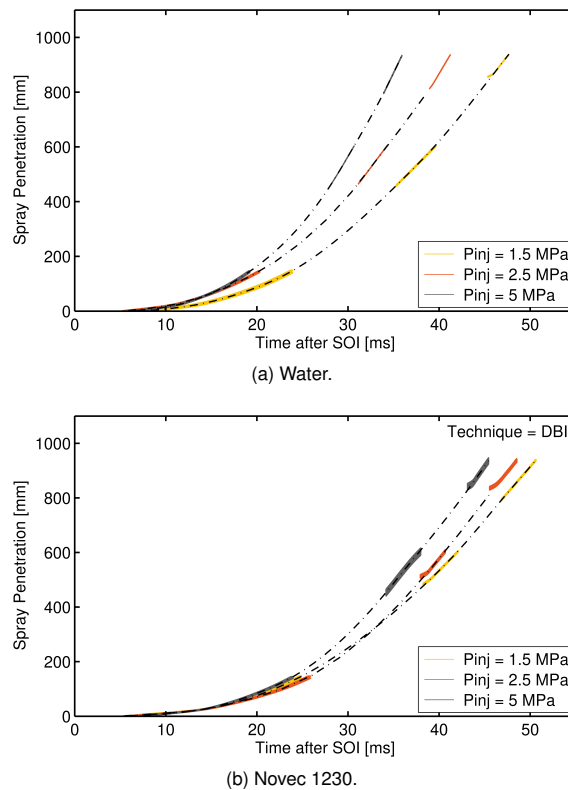 1000
800
600
400
200
0
Spray Penetration [mm]
Pinj = 1.5 MPa
Pinj = 2.5 MPa
Pinj = 5 MPa
0 10 20 30 40 50
Time after SOI [ms]
(a) Water.
Technique = DBI
1000
800
600
400
200
0
Spray Penetration [mm]
Pinj = 1.5 MPa
Pinj = 2.5 MPa
Pinj = 5 MPa
0 10 20 30 40 50
Time after SOI [ms]
(b) Novec 1230.